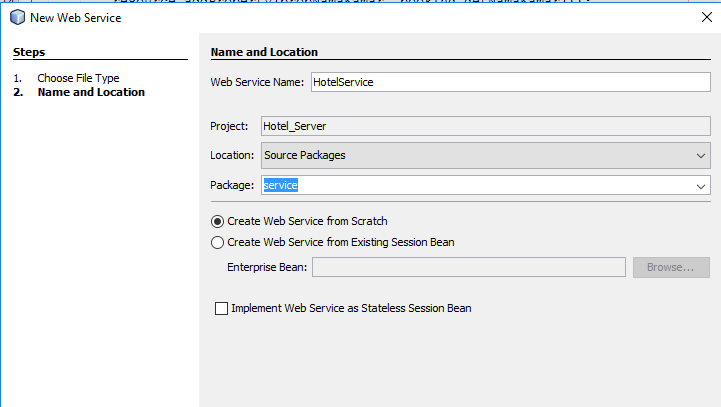 New Web Service
Steps
1. Choose File Type
2. Name and Location
Name and Location
Web Service Name: HotelService
Project: Hotel_Server
Location: Source Packages
Package: service
Create Web Service from Scratch
Create Web Service from Existing Session Bean
Enterprise Bean: Browse...
Implement Web Service as Stateless Session Bean